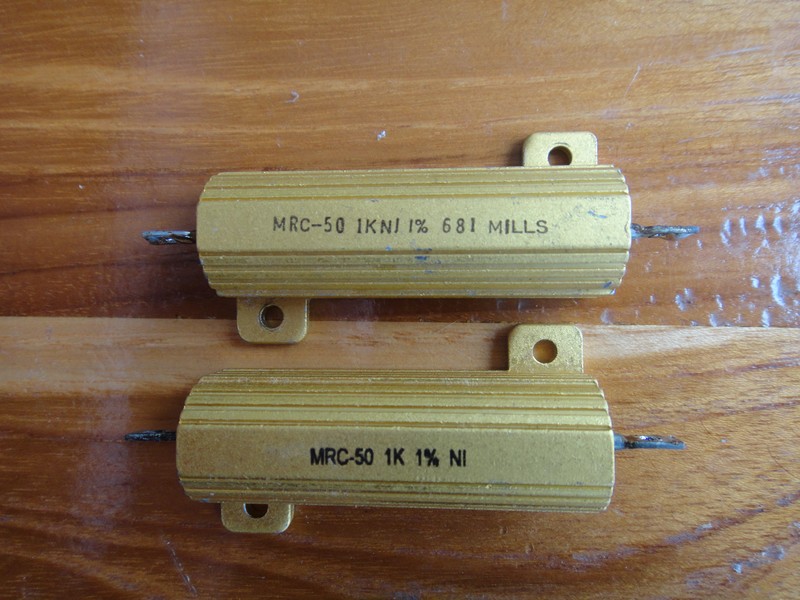 MRC-50 1KNI 1% 681 MILLS
MRC-50 1K 1% NI